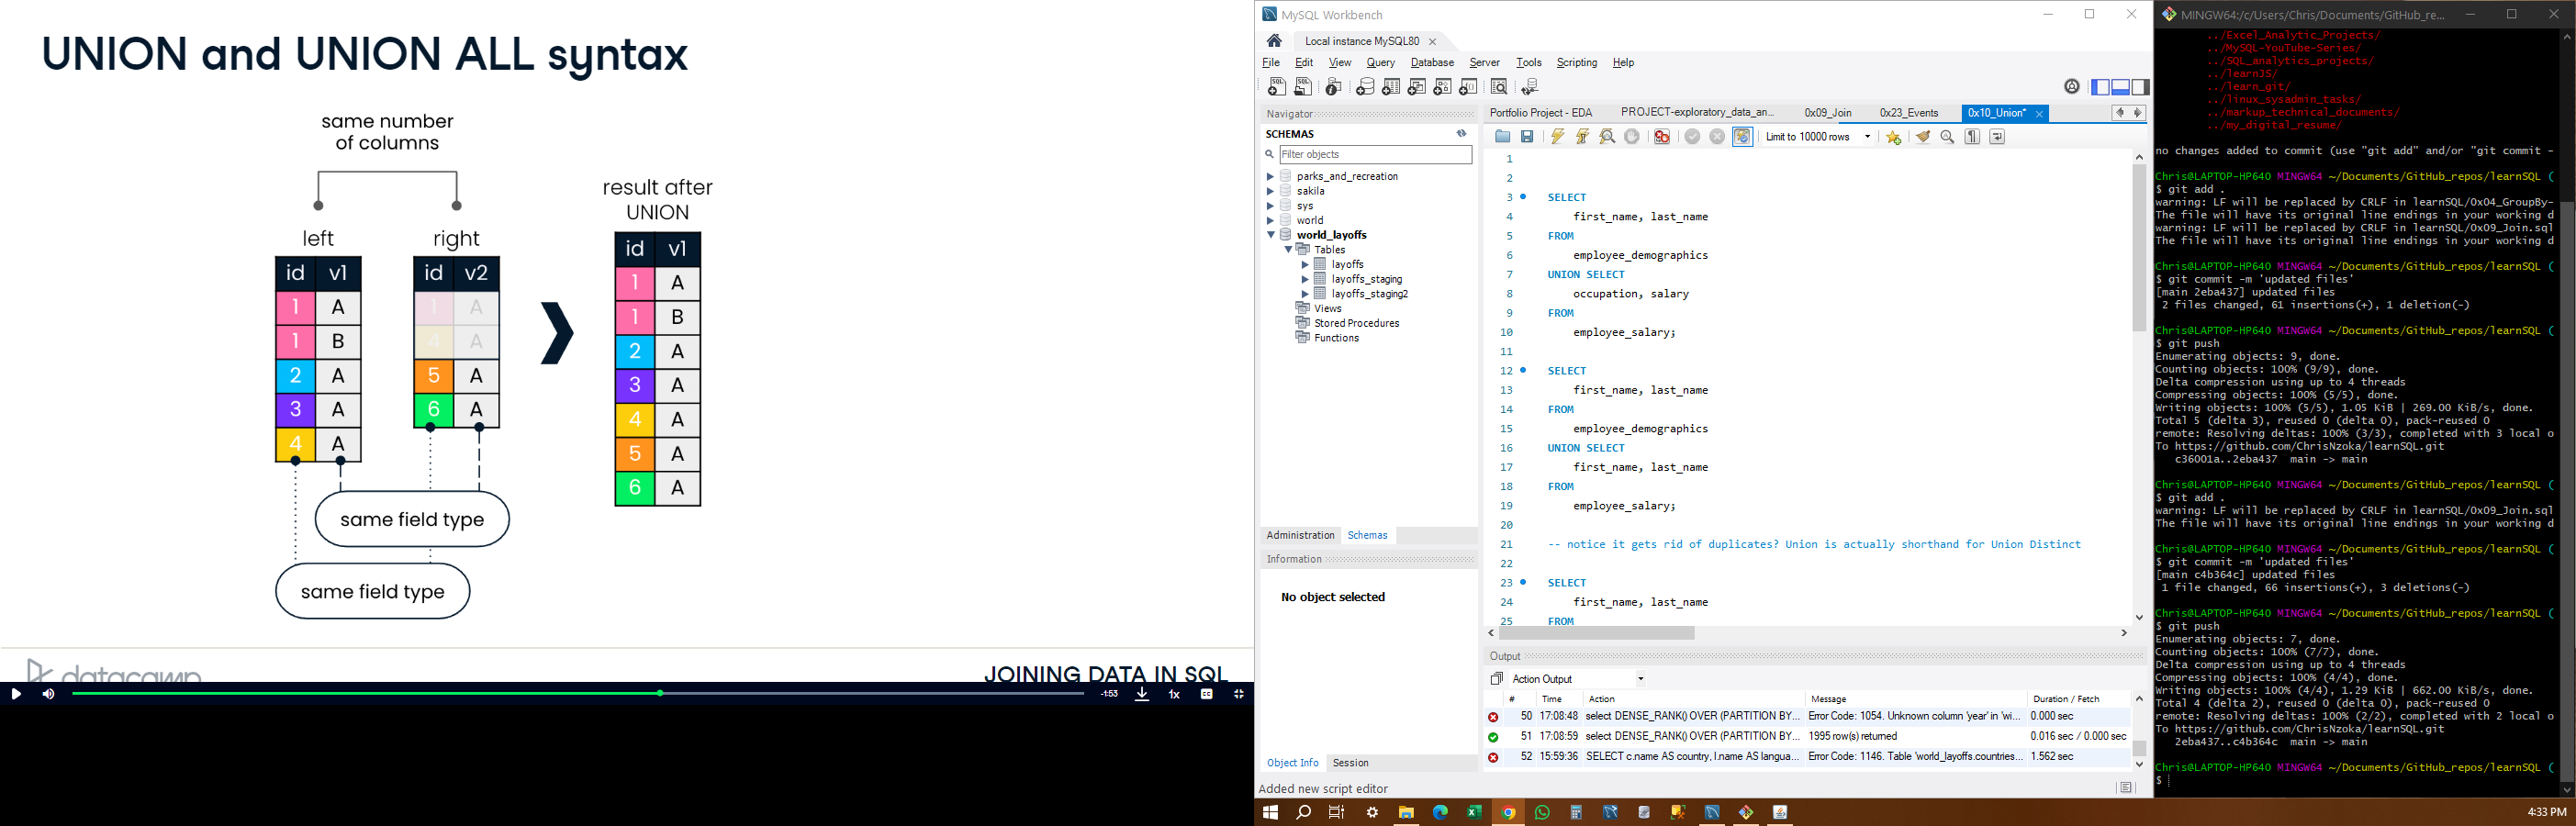 UNION and UNION ALL syntax
same number
of columns
left
right
result after
UNION
id v1
1 A
1 B
2 A
3 A
4 A
id v2
1 A
4 A
5 A
6 A
id v1
1 A
1 B
2 A
3 A
4 A
5 A
6 A
same field type
same field type
datacamp
JOINING DATA IN SQL
-1:53
1x
CC
MySQL Workbench
Local instance MySQL80
File Edit View Query Database Server Tools Scripting Help
Navigator
SCHEMAS
Filter objects
parks_and_recreation
sakila
sys
world
world_layoffs
Tables
layoffs
layoffs_staging
layoffs_staging2
Views
Stored Procedures
Functions
Administration Schemas
Information
No object selected
Object Info Session
Added new script editor
Portfolio Project - EDA PROJECT-exploratory_data_an... 0x09_Join 0x23_Events 0x10_Union*
Limit to 10000 rows
1
2
3 SELECT
4 first_name, last_name
5 FROM
6 employee_demographics
7 UNION SELECT
8 occupation, salary
9 FROM
10 employee_salary;
11
12 SELECT
13 first_name, last_name
14 FROM
15 employee_demographics
16 UNION SELECT
17 first_name, last_name
18 FROM
19 employee_salary;
20
21 -- notice it gets rid of duplicates? Union is actually shorthand for Union Distinct
22
23 SELECT
24 first_name, last_name
25 FROM
Output
Action Output
# Time Action Message Duration / Fetch
50 17:08:48 select DENSE_RANK() OVER (PARTITION BY... Error Code: 1054. Unknown column 'year' in 'wi... 0.000 sec
51 17:08:59 select DENSE_RANK() OVER (PARTITION BY... 1995 row(s) returned 0.016 sec / 0.000 sec
52 15:59:36 SELECT c.name AS country, l.name AS langua... Error Code: 1146. Table 'world_layoffs.countries... 1.562 sec
MINGW64:/c/Users/Chris/Documents/GitHub_re...
../Excel_Analytic_Projects/
../MySQL-YouTube-Series/
../SQL_analytics_projects/
../learnJS/
../learn_git/
../linux_sysadmin_tasks/
../markup_technical_documents/
../my_digital_resume/
no changes added to commit (use "git add" and/or "git commit -
Chris@LAPTOP-HP640 MINGW64 ~/Documents/GitHub_repos/learnSQL (
$ git add .
warning: LF will be replaced by CRLF in learnSQL/0x04_GroupBy-
The file will have its original line endings in your working d
warning: LF will be replaced by CRLF in learnSQL/0x09_Join.sql
The file will have its original line endings in your working d
Chris@LAPTOP-HP640 MINGW64 ~/Documents/GitHub_repos/learnSQL (
$ git commit -m 'updated files'
[main 2eba437] updated files
2 files changed, 61 insertions(+), 1 deletion(-)
Chris@LAPTOP-HP640 MINGW64 ~/Documents/GitHub_repos/learnSQL (
$ git push
Enumerating objects: 9, done.
Counting objects: 100% (9/9), done.
Delta compression using up to 4 threads
Compressing objects: 100% (5/5), done.
Writing objects: 100% (5/5), 1.05 KiB | 269.00 KiB/s, done.
Total 5 (delta 3), reused 0 (delta 0), pack-reused 0
remote: Resolving deltas: 100% (3/3), completed with 3 local o
To https://github.com/ChrisNzoka/learnSQL.git
c36001a..2eba437 main -> main
Chris@LAPTOP-HP640 MINGW64 ~/Documents/GitHub_repos/learnSQL (
$ git add .
warning: LF will be replaced by CRLF in learnSQL/0x09_Join.sql
The file will have its original line endings in your working d
Chris@LAPTOP-HP640 MINGW64 ~/Documents/GitHub_repos/learnSQL (
$ git commit -m 'updated files'
[main c4b364c] updated files
1 file changed, 66 insertions(+), 3 deletions(-)
Chris@LAPTOP-HP640 MINGW64 ~/Documents/GitHub_repos/learnSQL (
$ git push
Enumerating objects: 7, done.
Counting objects: 100% (7/7), done.
Delta compression using up to 4 threads
Compressing objects: 100% (4/4), done.
Writing objects: 100% (4/4), 1.29 KiB | 662.00 KiB/s, done.
Total 4 (delta 2), reused 0 (delta 0), pack-reused 0
remote: Resolving deltas: 100% (2/2), completed with 2 local o
To https://github.com/ChrisNzoka/learnSQL.git
2eba437..c4b364c main -> main
Chris@LAPTOP-HP640 MINGW64 ~/Documents/GitHub_repos/learnSQL (
$
4:33 PM